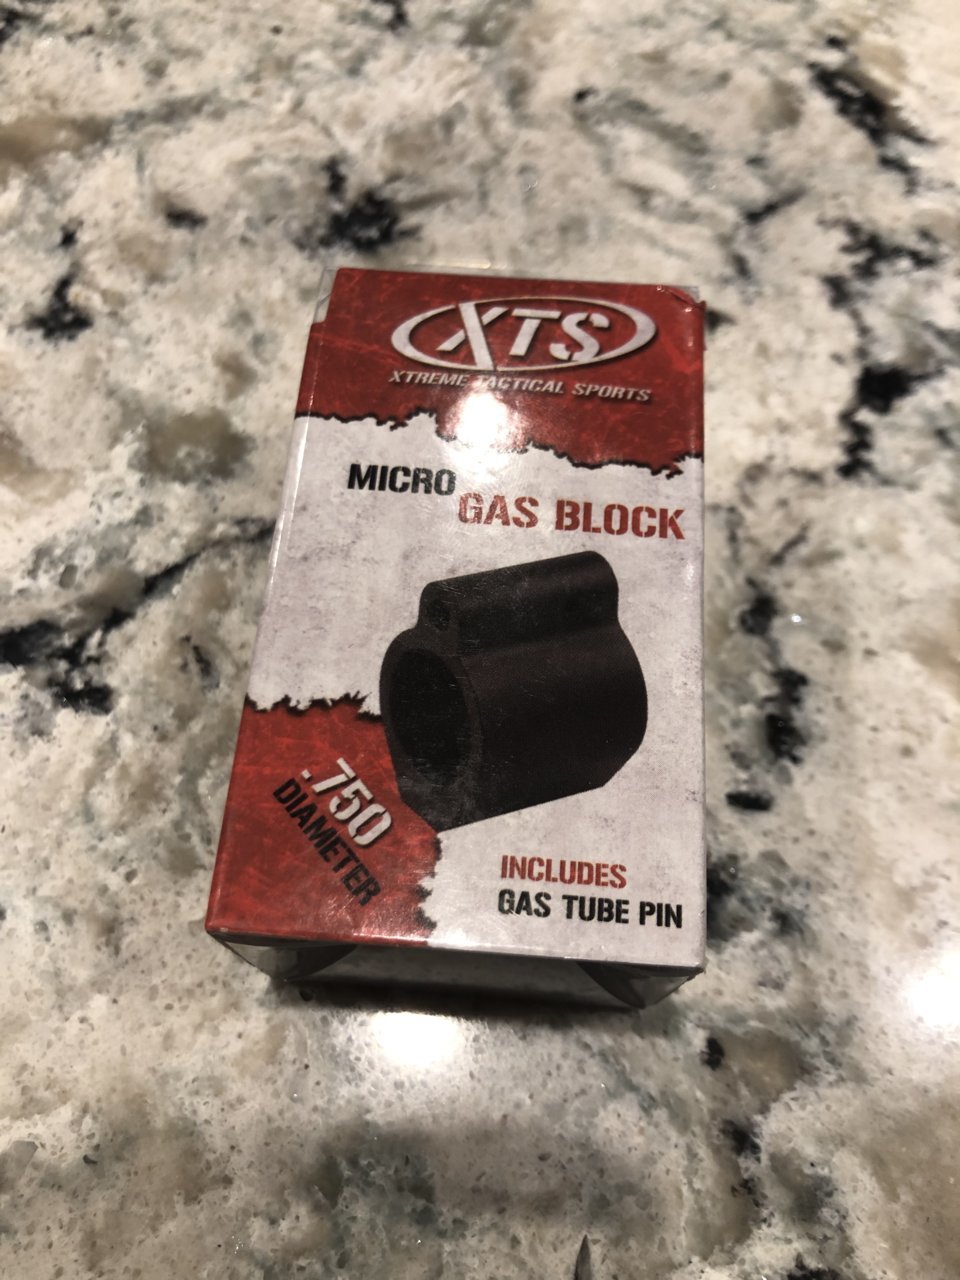 XTS
XTREME TACTICAL SPORTS
MICRO
GAS BLOCK
.750
DIAMETER
INCLUDES
GAS TUBE PIN